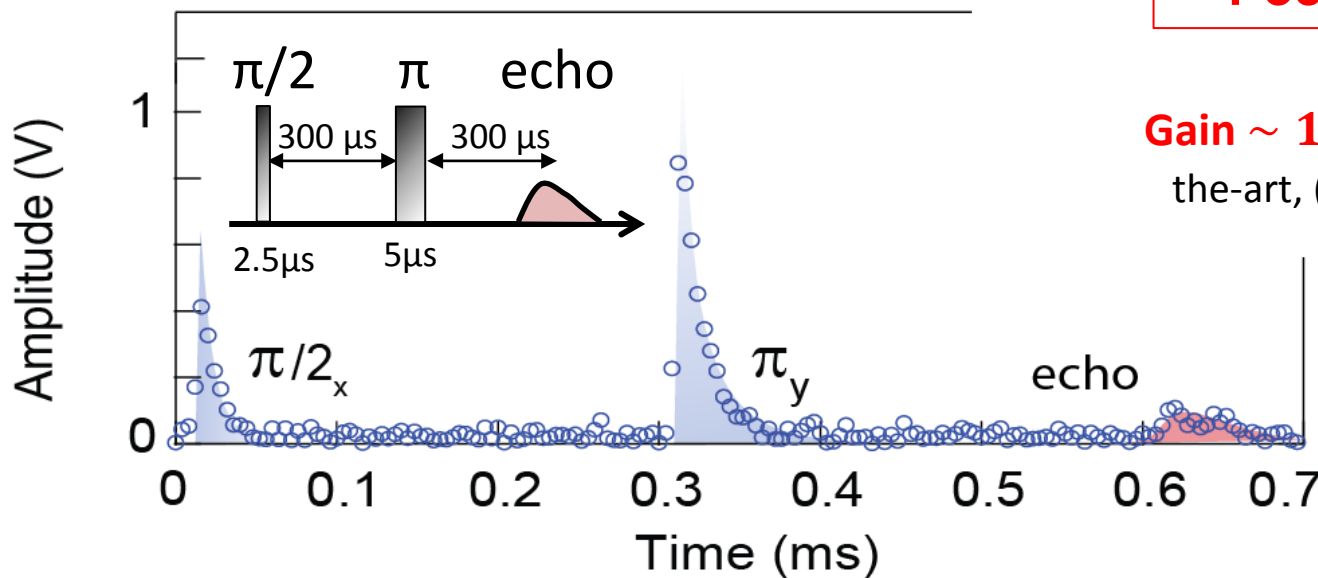 π/2 π echo
300 µs 300 µs
2.5µs 5µs
Gain ~ 1
the-art, (
Amplitude (V)
1
0
π/2x
πy
echo
0 0.1 0.2 0.3 0.4 0.5 0.6 0.7
Time (ms)